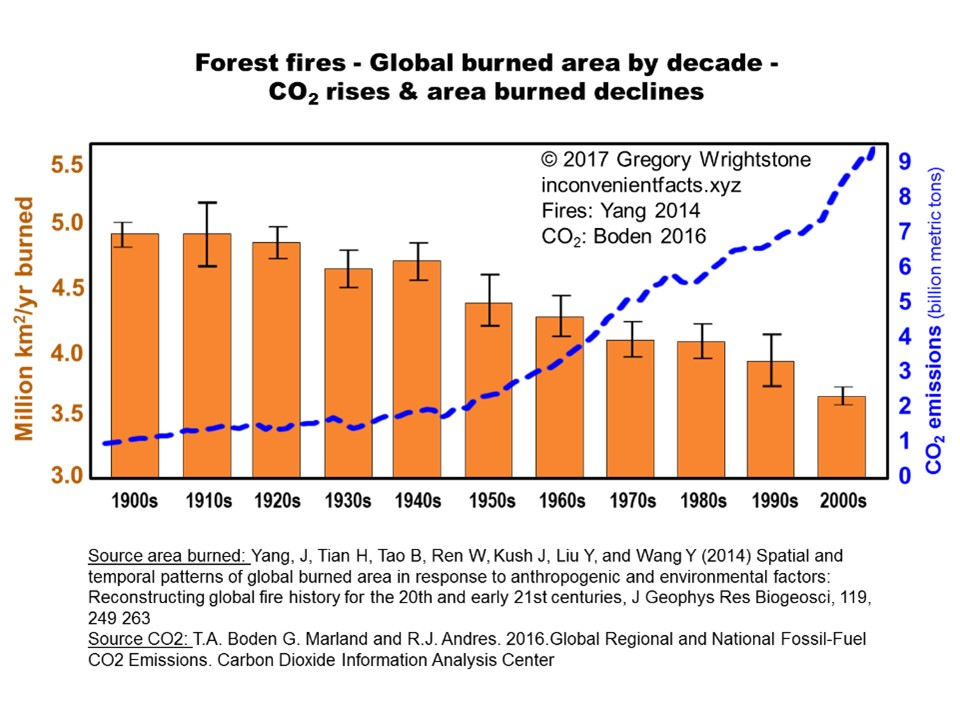 Forest fires - Global burned area by decade -
CO₂ rises & area burned declines
Million km²/yr burned
5.5
5.0
4.5
4.0
3.5
3.0
© 2017 Gregory Wrightstone
inconvenientfacts.xyz
Fires: Yang 2014
CO₂: Boden 2016
9
8
7
6
5
4
3
2
1
0
CO₂ emissions (billion metric tons)
1900s 1910s 1920s 1930s 1940s 1950s 1960s 1970s 1980s 1990s 2000s
Source area burned: Yang, J, Tian H, Tao B, Ren W, Kush J, Liu Y, and Wang Y (2014) Spatial and
temporal patterns of global burned area in response to anthropogenic and environmental factors:
Reconstructing global fire history for the 20th and early 21st centuries, J Geophys Res Biogeosci, 119,
249 263
Source CO2: T.A. Boden G. Marland and R.J. Andres. 2016.Global Regional and National Fossil-Fuel
CO2 Emissions. Carbon Dioxide Information Analysis Center